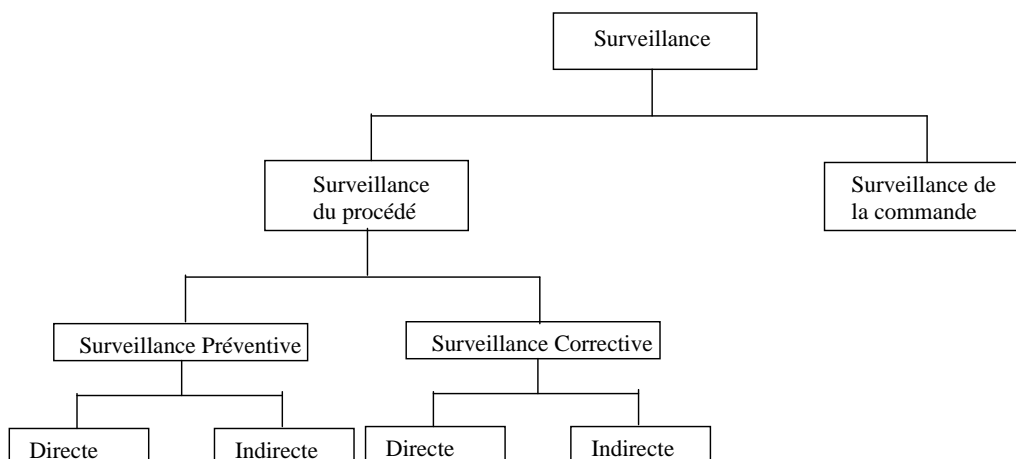 Surveillance
Surveillance
du procédé
Surveillance de
la commande
Surveillance Préventive
Surveillance Corrective
Directe
Indirecte
Directe
Indirecte